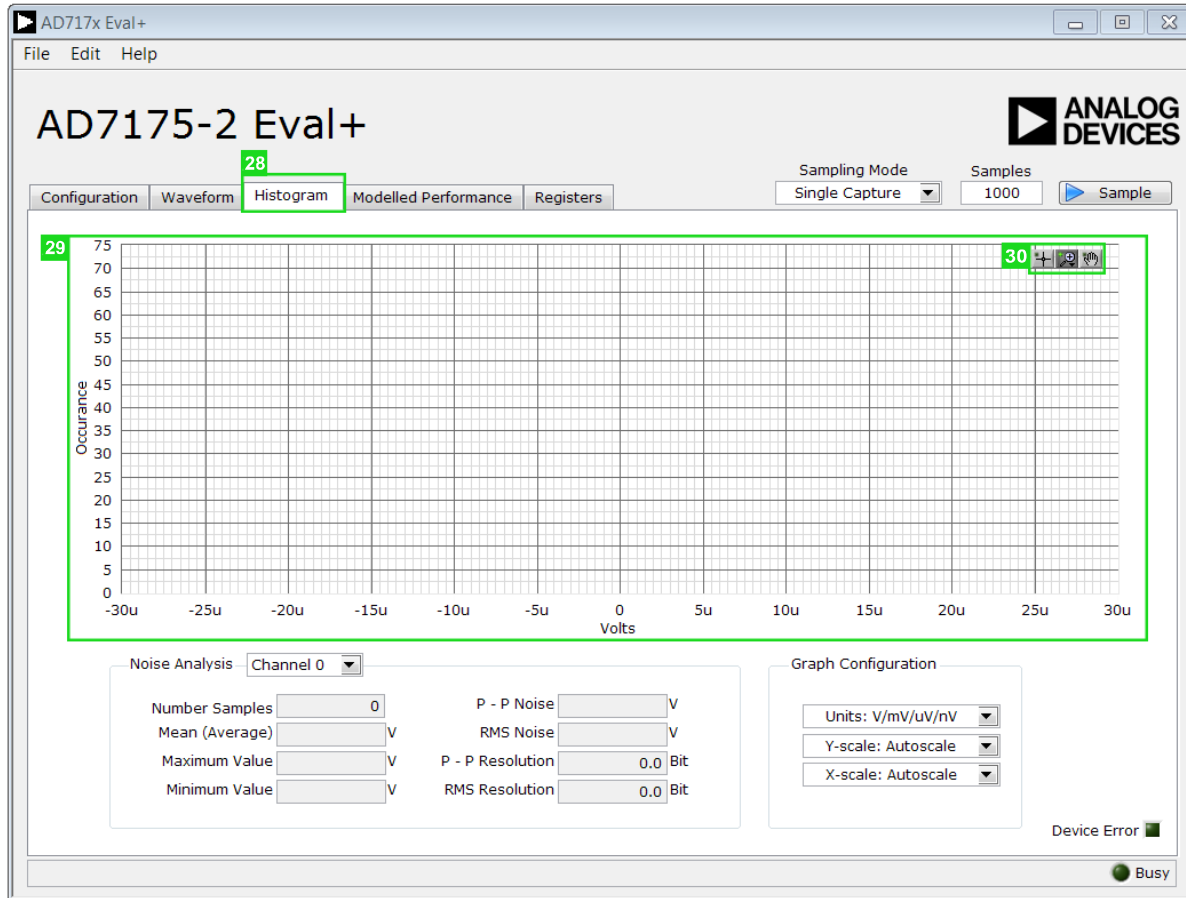 AD717x Eval+
File Edit Help
AD7175-2 Eval+
ANALOG
DEVICES
28
Sampling Mode
Samples
Configuration Waveform Histogram Modelled Performance Registers
Single Capture
1000
Sample
29
30
75
70
65
60
55
50
45
40
35
30
25
20
15
10
5
0
Occurance
-30u -25u -20u -15u -10u -5u 0 5u 10u 15u 20u 25u 30u
Volts
Noise Analysis Channel 0
Number Samples 0
Mean (Average) V
Maximum Value V
Minimum Value V
P - P Noise V
RMS Noise V
P - P Resolution 0.0 Bit
RMS Resolution 0.0 Bit
Graph Configuration
Units: V/mV/uV/nV
Y-scale: Autoscale
X-scale: Autoscale
Device Error
Busy